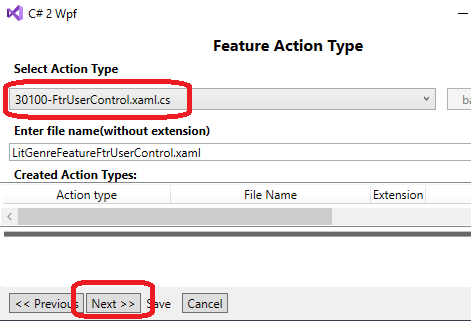 C# 2 Wpf
Feature Action Type
Select Action Type
30100-FtrUserControl.xaml.cs
ba
Enter file name(without extension)
LitGenreFeatureFtrUserControl.xaml
Created Action Types:
Action type File Name Extension
<< Previous Next >> Save Cancel